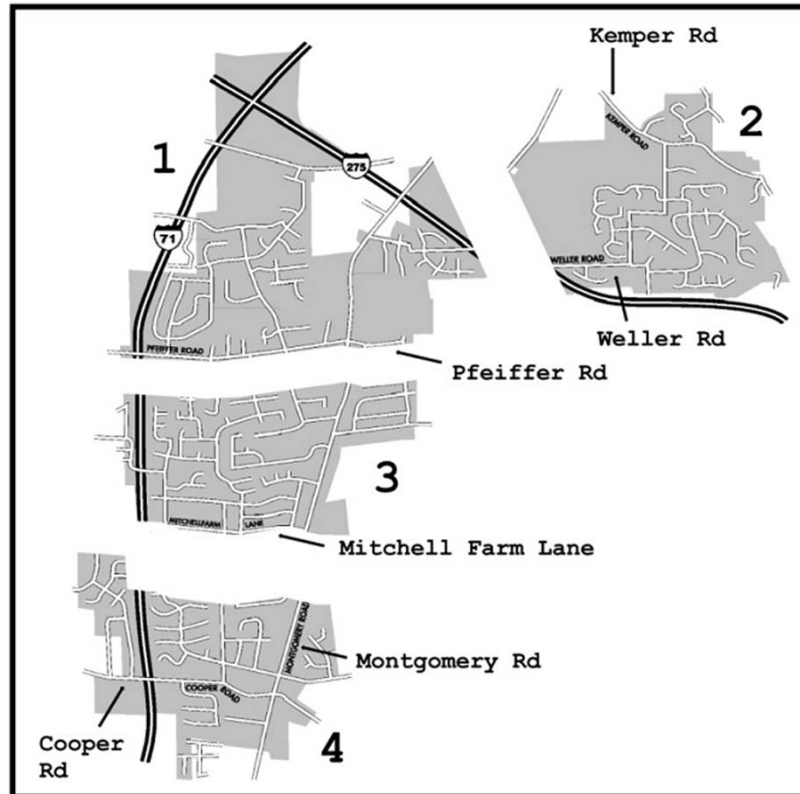 Kemper Rd
1
2
KEMPER ROAD
275
71
WELLER ROAD
Weller Rd
PFEIFFER ROAD
Pfeiffer Rd
3
MITCHELLFARM LANE
Mitchell Farm Lane
MONTGOMERY ROAD
Montgomery Rd
COOPER ROAD
Cooper
Rd
4